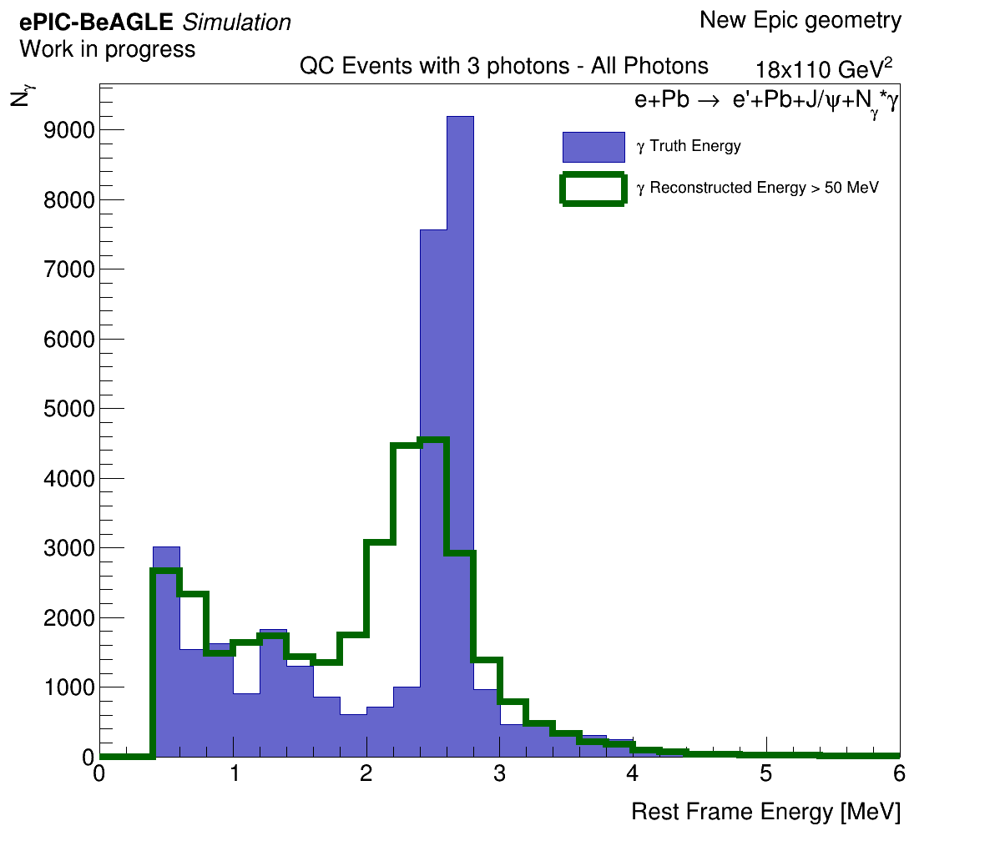 ePIC-BeAGLE Simulation
New Epic geometry
Work in progress
QC Events with 3 photons - All Photons
18x110 GeV²
Nγ
e+Pb → e'+Pb+J/ψ+Nγ*γ
γ Truth Energy
γ Reconstructed Energy > 50 MeV
9000
8000
7000
6000
5000
4000
3000
2000
1000
0
0 1 2 3 4 5 6
Rest Frame Energy [MeV]